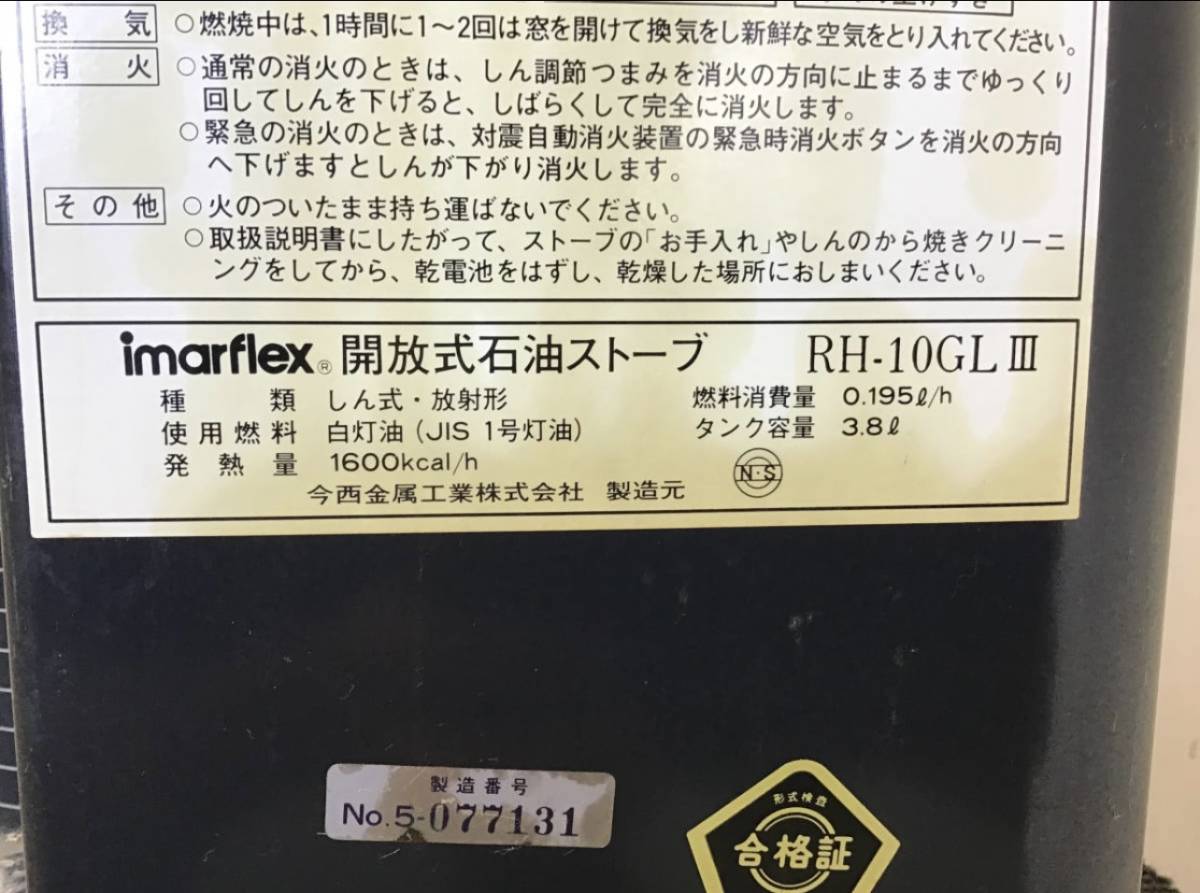 換気 ○燃焼中は、1時間に1〜2回は窓を開けて換気をし新鮮な空気をとり入れてください。
消火 ○通常の消火のときは、しん調節つまみを消火の方向に止まるまでゆっくり
回してしんを下げると、しばらくして完全に消火します。
○緊急の消火のときは、対震自動消火装置の緊急時消火ボタンを消火の方向
へ下げますとしんが下がり消火します。
その他 ○火のついたまま持ち運ばないでください。
○取扱説明書にしたがって、ストーブの「お手入れ」やしんのから焼きクリーニ
ングをしてから、乾電池をはずし、乾燥した場所におしまいください。
imarflex® 開放式石油ストーブ RH-10GLⅢ
種類 しん式・放射形 燃料消費量 0.195ℓ/h
使用燃料 白灯油(JIS 1号灯油) タンク容量 3.8ℓ
発熱量 1600kcal/h
N·S
今西金属工業株式会社 製造元
製造番号
No.5-077131
形式検査
合格証